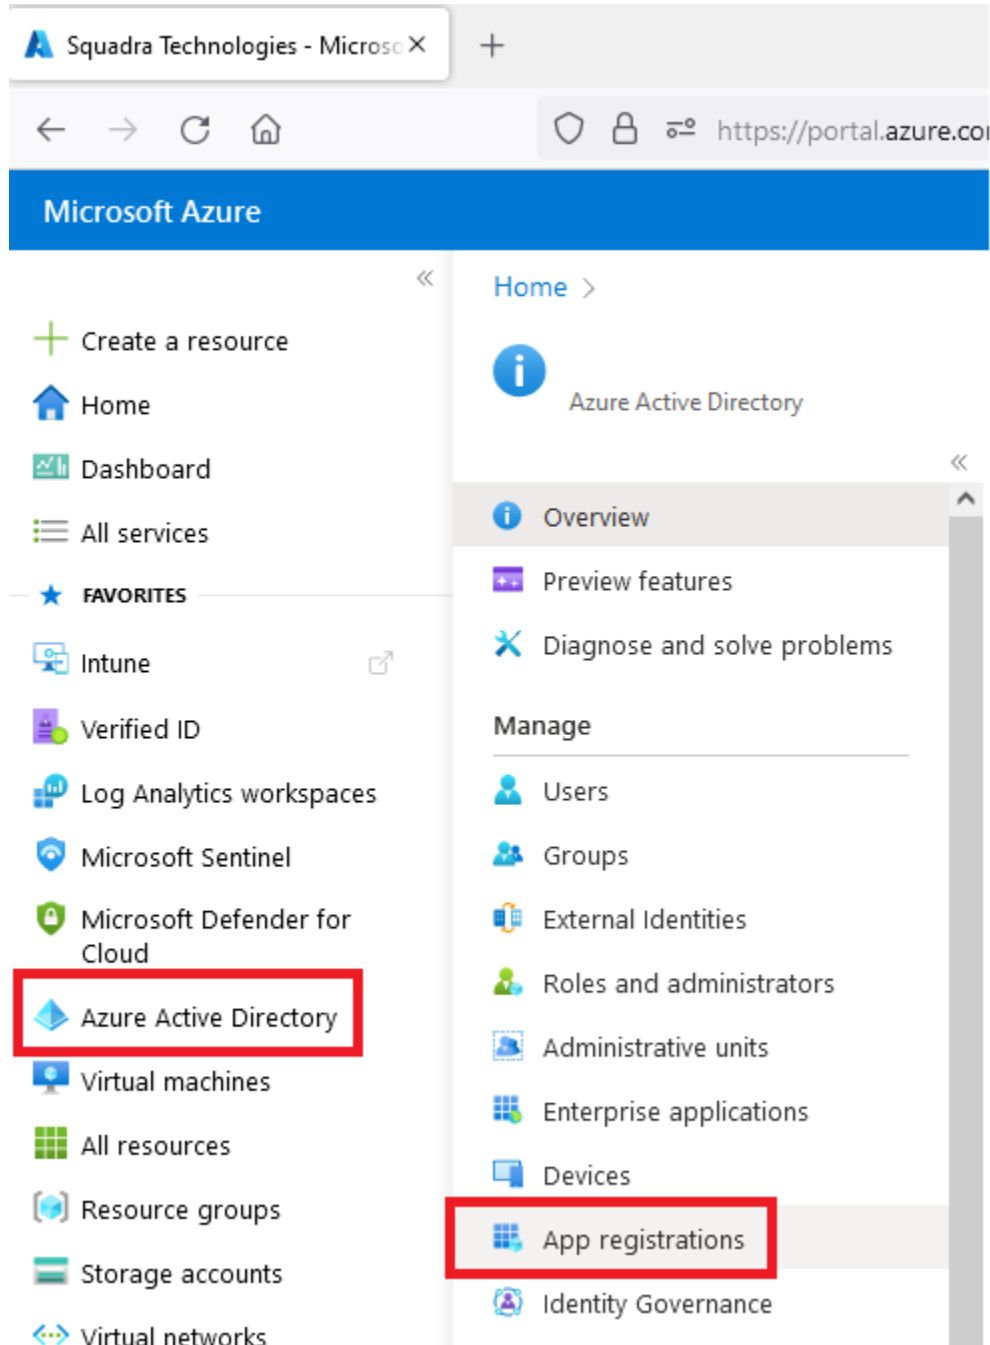 Squadra Technologies - Microso
https://portal.azure.co
Microsoft Azure
Create a resource
Home
Dashboard
All services
FAVORITES
Intune
Verified ID
Log Analytics workspaces
Microsoft Sentinel
Microsoft Defender for
Cloud
Azure Active Directory
Virtual machines
All resources
Resource groups
Storage accounts
Virtual networks
Home >
Azure Active Directory
Overview
Preview features
Diagnose and solve problems
Manage
Users
Groups
External Identities
Roles and administrators
Administrative units
Enterprise applications
Devices
App registrations
Identity Governance